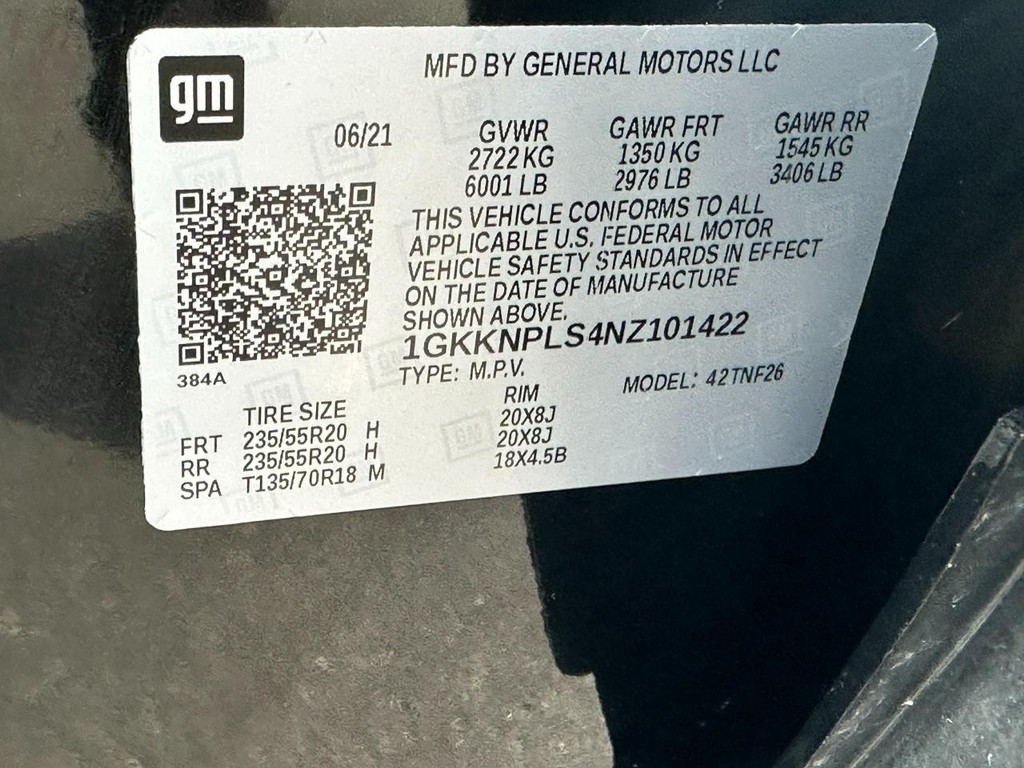 gm
MFD BY GENERAL MOTORS LLC
06/21 GVWR GAWR FRT GAWR RR
2722 KG 1350 KG 1545 KG
6001 LB 2976 LB 3406 LB
THIS VEHICLE CONFORMS TO ALL
APPLICABLE U.S. FEDERAL MOTOR
VEHICLE SAFETY STANDARDS IN EFFECT
ON THE DATE OF MANUFACTURE
SHOWN ABOVE.
1GKKNPLS4NZ101422
384A
TYPE: M.P.V. MODEL: 42TNF26
TIRE SIZE RIM
FRT 235/55R20 H 20X8J
RR 235/55R20 H 20X8J
SPA T135/70R18 M 18X4.5B